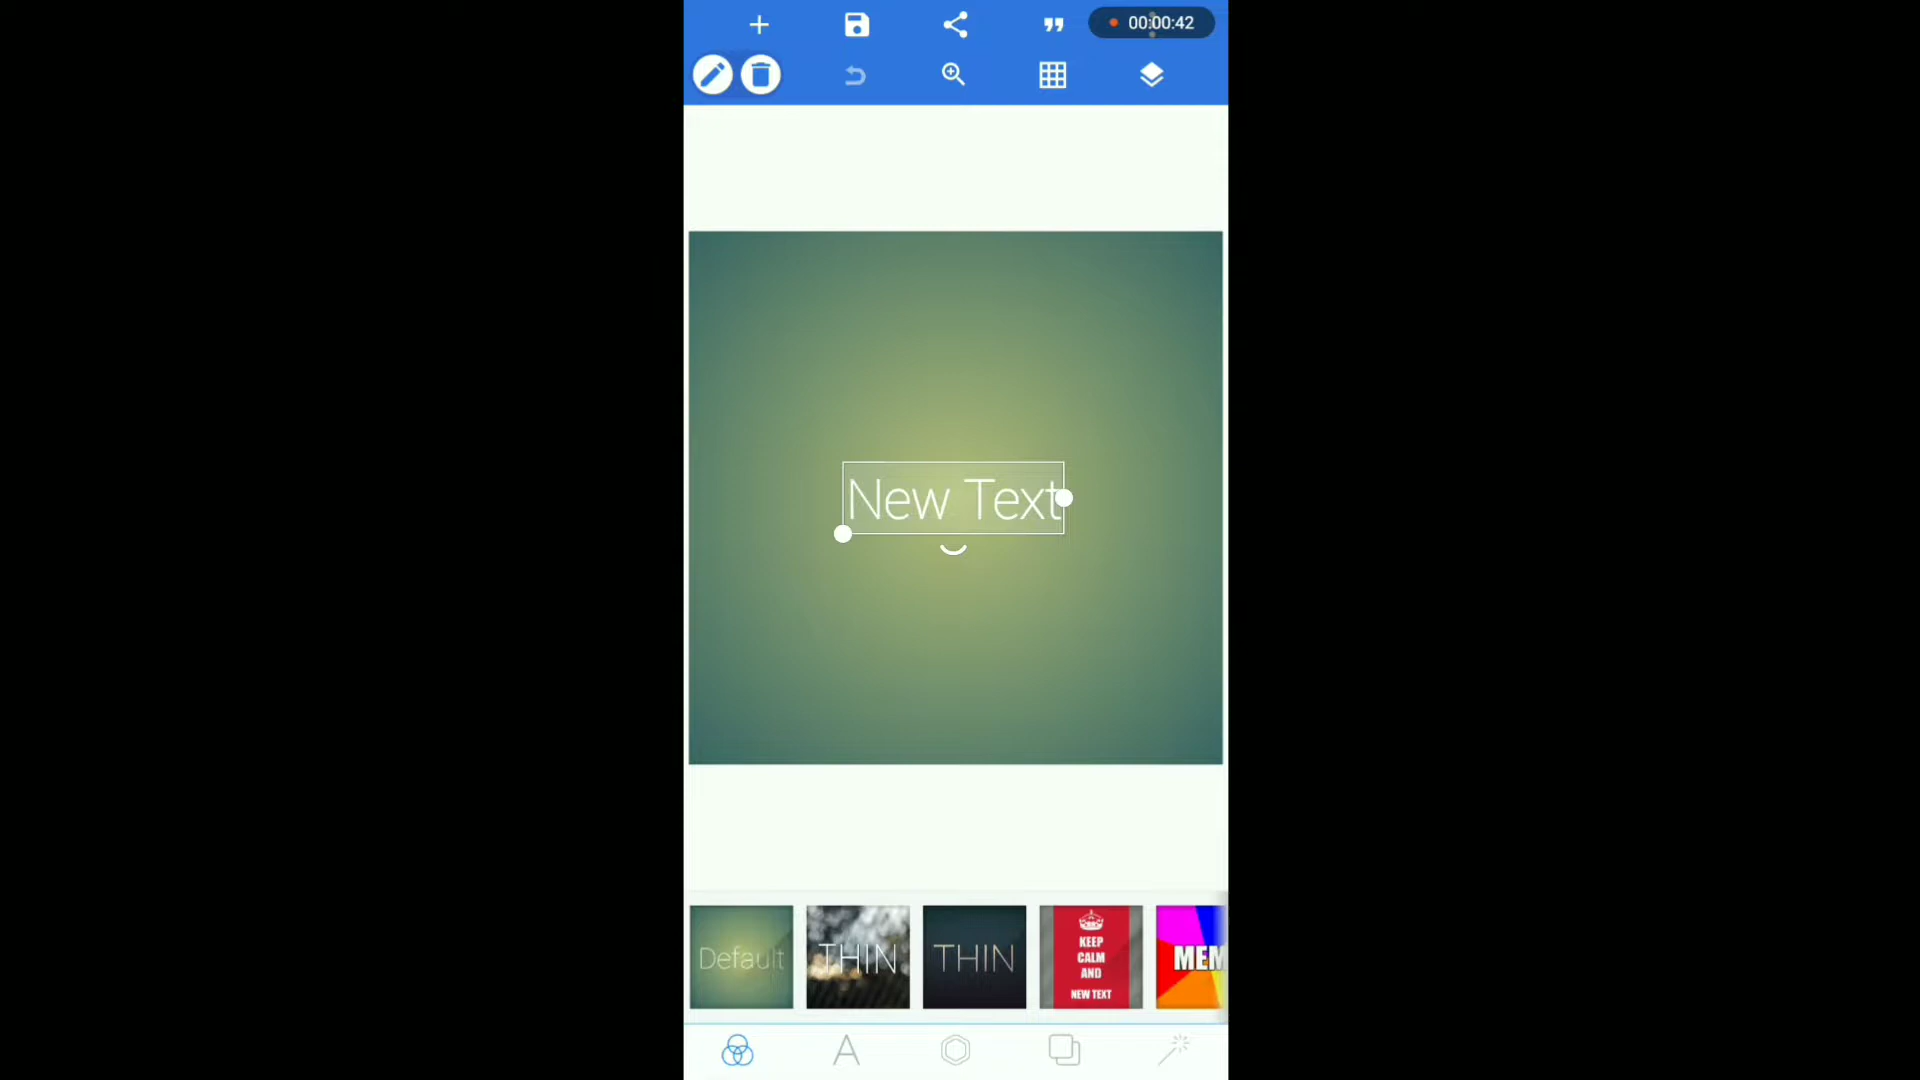 00:00:42
New Text
Default
THIN
THIN
KEEP
CALM
AND
NEW TEXT
MEM